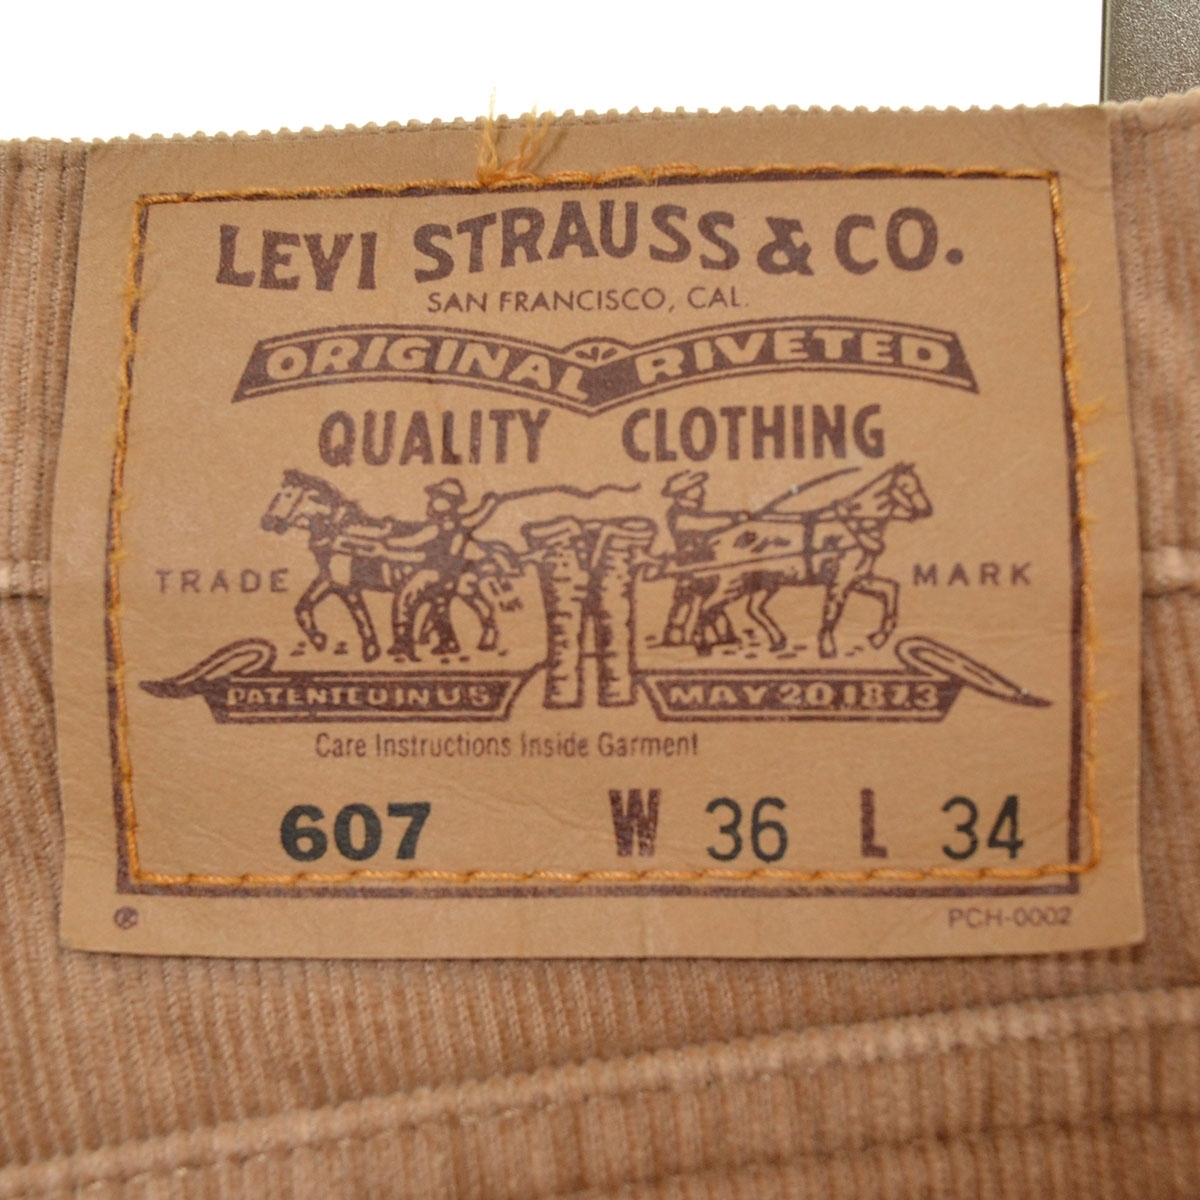 LEVI STRAUSS & CO.
SAN FRANCISCO, CAL.
ORIGINAL RIVETED
QUALITY CLOTHING
TRADE MARK
PATENTED IN U S MAY 20 1873
Care Instructions Inside Garment
607 W 36 L 34
® PCH-0002